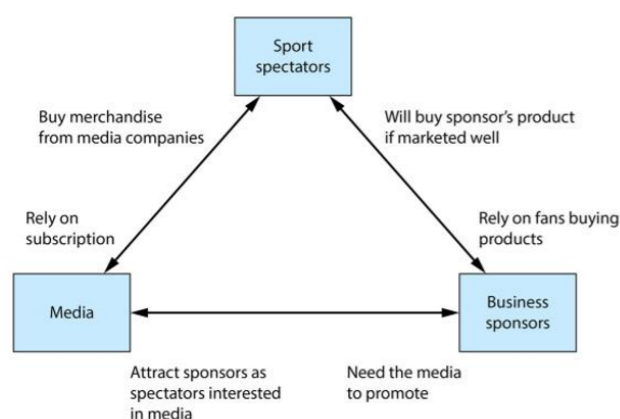 Sport
spectators
Buy merchandise
from media companies
Will buy sponsor's product
if marketed well
Rely on
subscription
Rely on fans buying
products
Media
Business
sponsors
Attract sponsors as
spectators interested
in media
Need the media
to promote